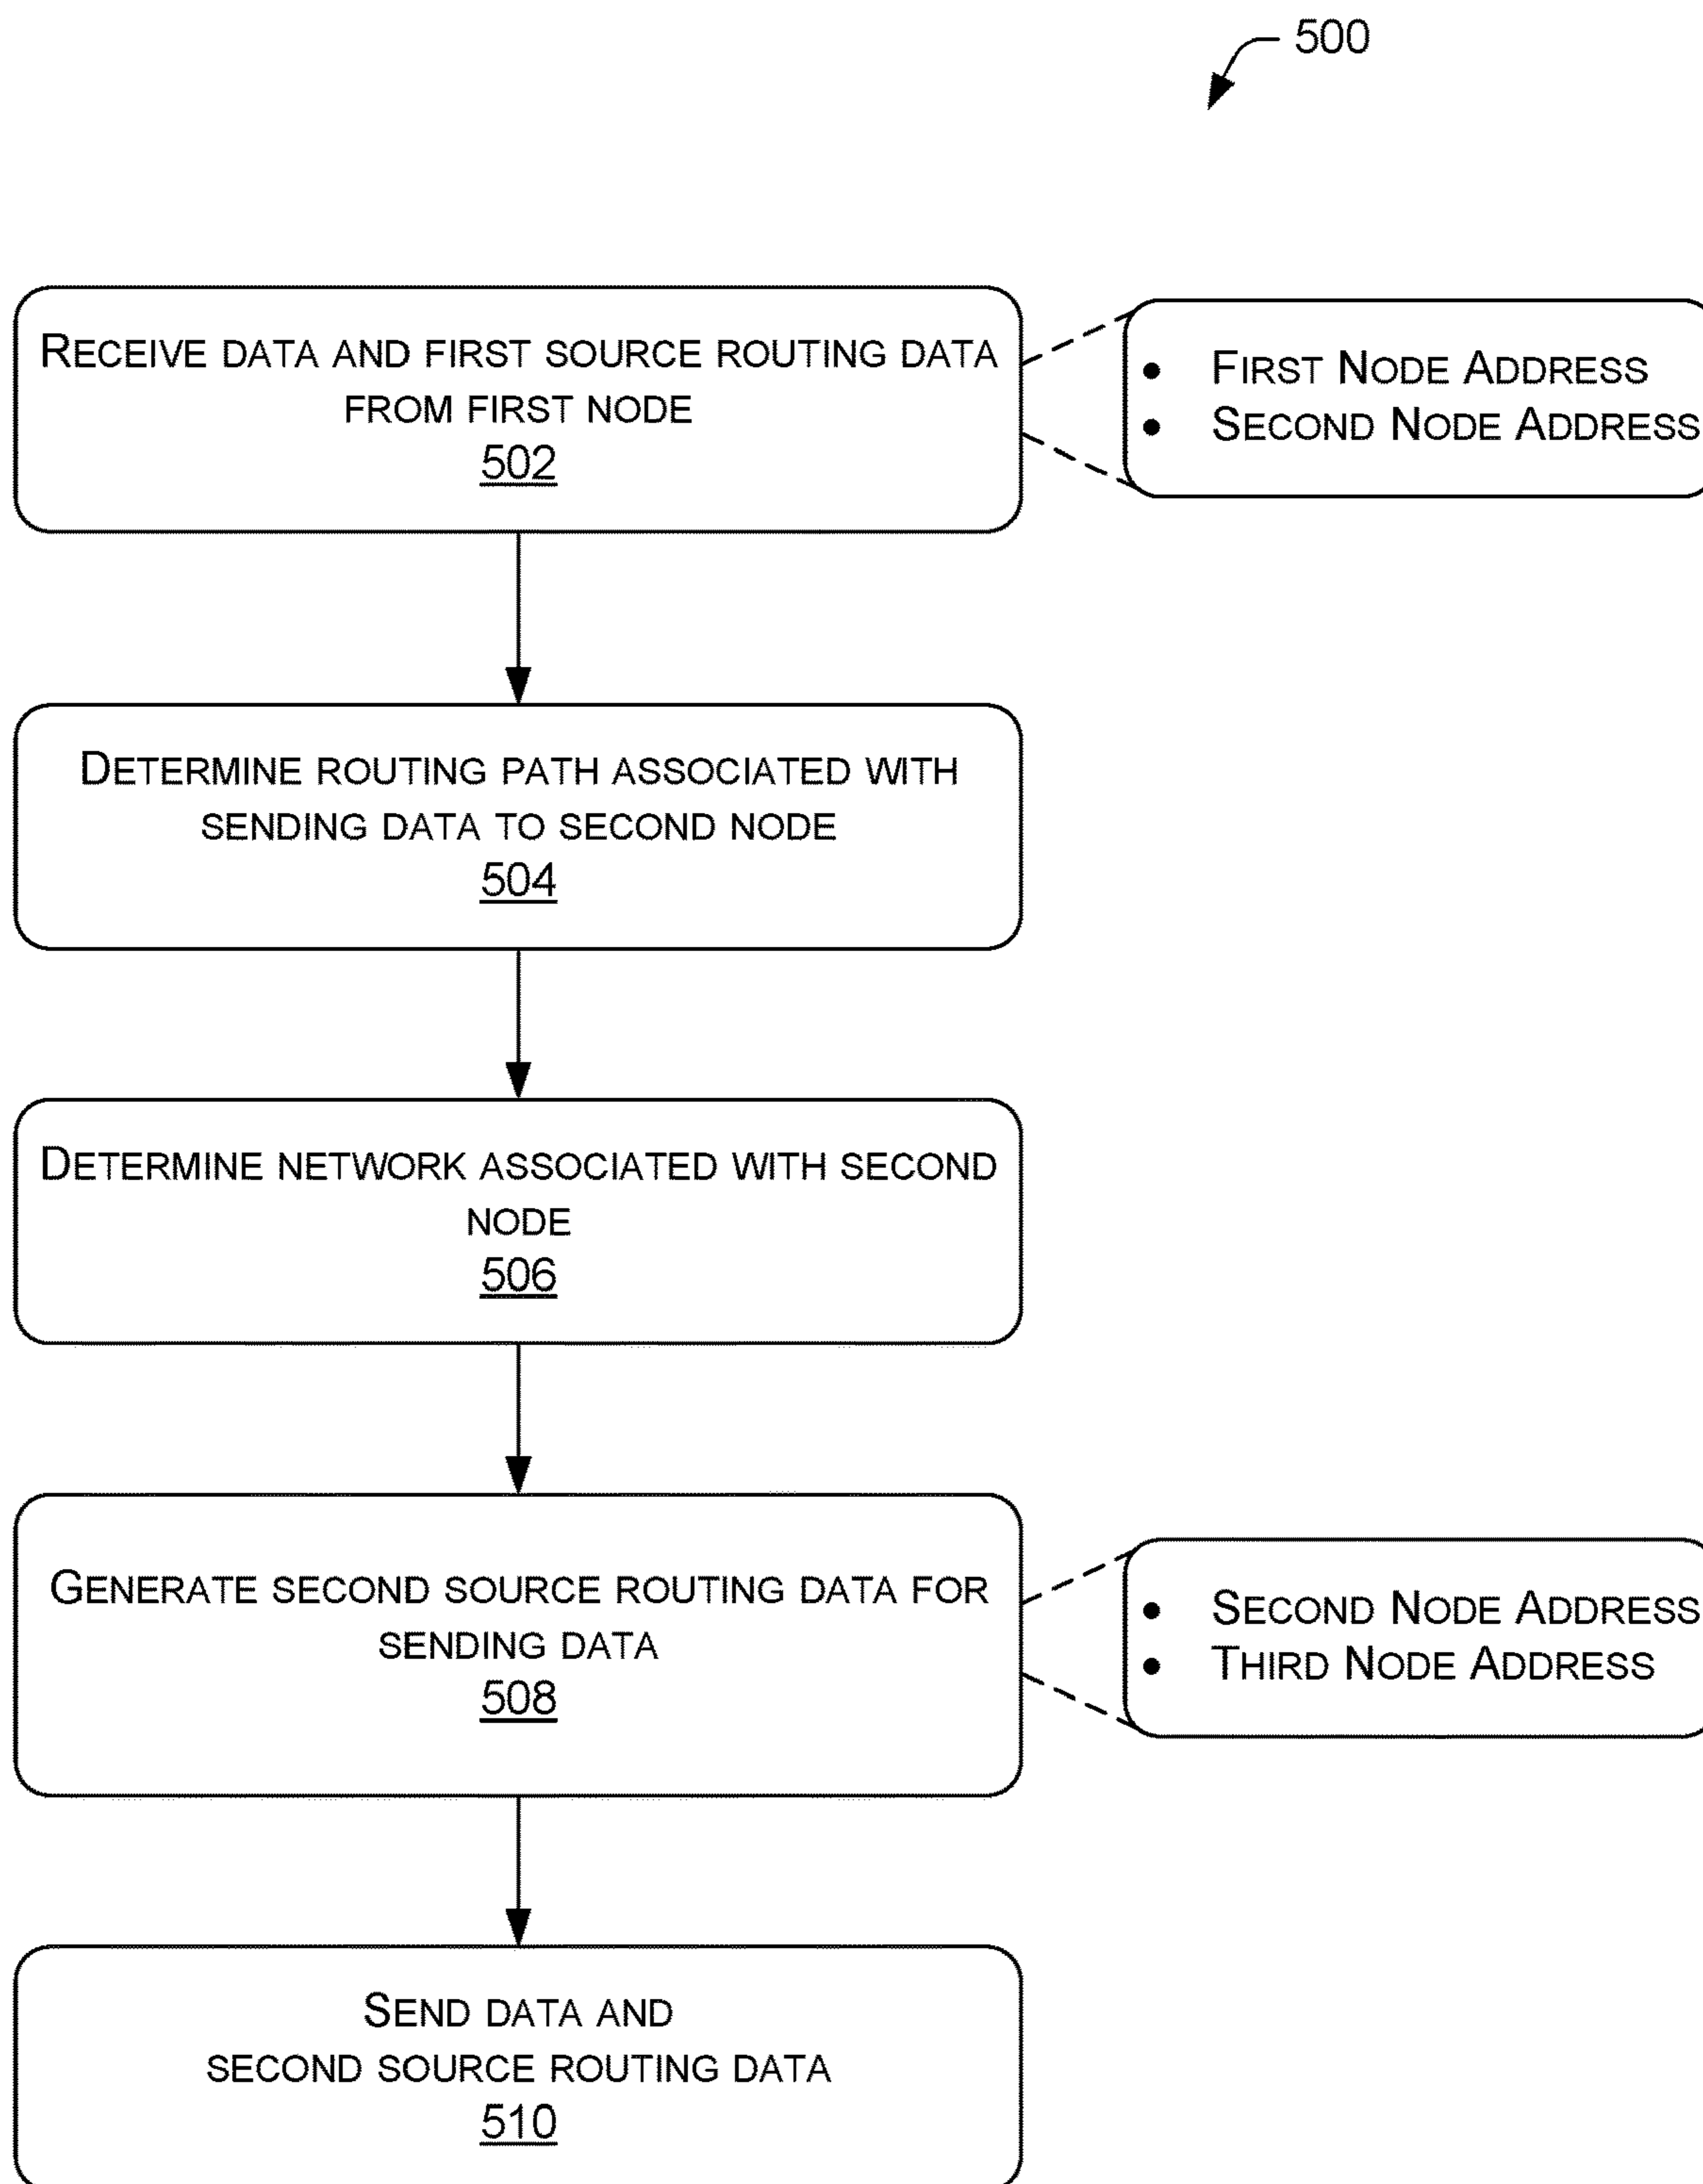 500
RECEIVE DATA AND FIRST SOURCE ROUTING DATA
FROM FIRST NODE
502
• FIRST NODE ADDRESS
• SECOND NODE ADDRESS
DETERMINE ROUTING PATH ASSOCIATED WITH
SENDING DATA TO SECOND NODE
504
DETERMINE NETWORK ASSOCIATED WITH SECOND
NODE
506
GENERATE SECOND SOURCE ROUTING DATA FOR
SENDING DATA
508
• SECOND NODE ADDRESS
• THIRD NODE ADDRESS
SEND DATA AND
SECOND SOURCE ROUTING DATA
510